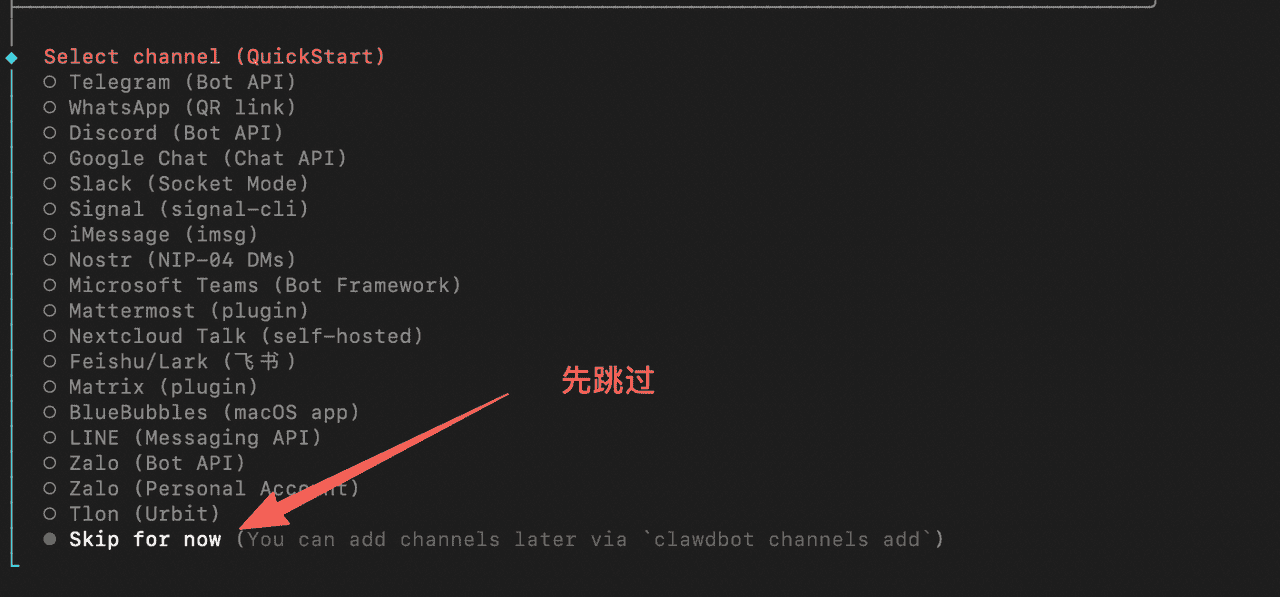 Select channel (QuickStart)
Telegram (Bot API)
WhatsApp (QR link)
Discord (Bot API)
Google Chat (Chat API)
Slack (Socket Mode)
Signal (signal-cli)
iMessage (imsg)
Nostr (NIP-04 DMs)
Microsoft Teams (Bot Framework)
Mattermost (plugin)
Nextcloud Talk (self-hosted)
Feishu/Lark (飞书)
先跳过
Matrix (plugin)
BlueBubbles (macOS app)
LINE (Messaging API)
Zalo (Bot API)
Zalo (Personal Account)
Tlon (Urbit)
Skip for now (You can add channels later via `clawdbot channels add`)